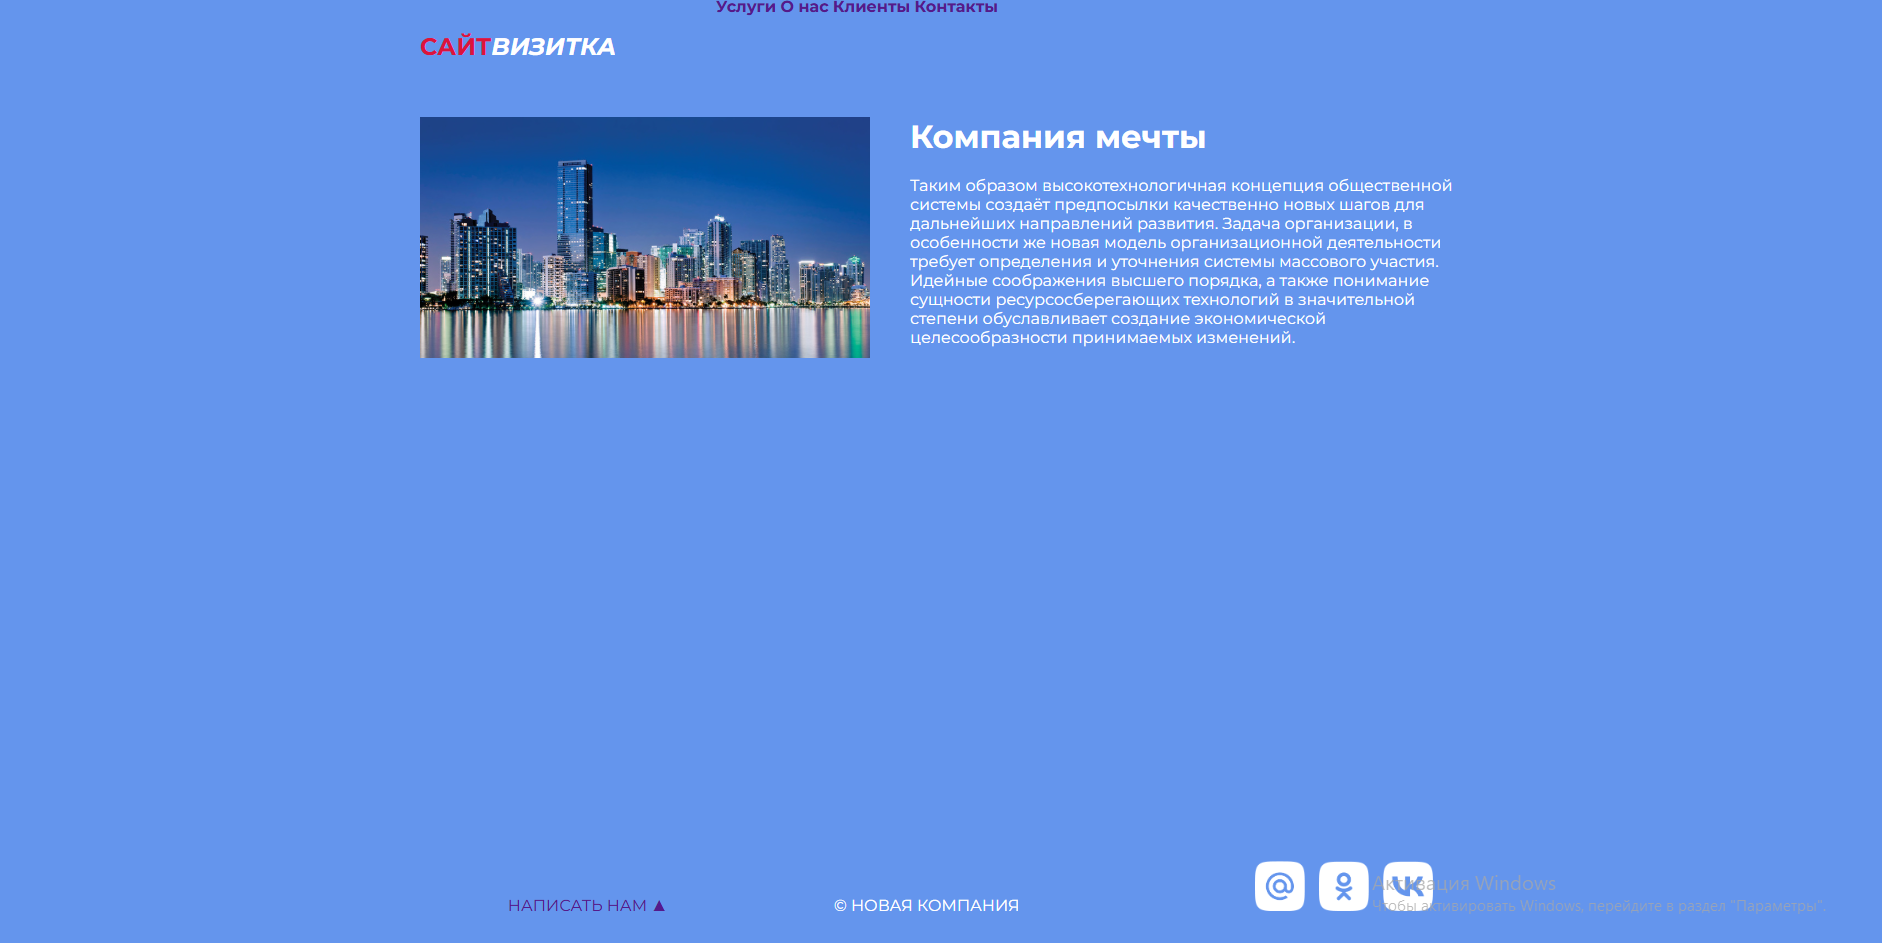 Услуги О нас Клиенты Контакты
САЙТВИЗИТКА
Компания мечты
Таким образом высокотехнологичная концепция общественной
системы создаёт предпосылки качественно новых шагов для
дальнейших направлений развития. Задача организации, в
особенности же новая модель организационной деятельности
требует определения и уточнения системы массового участия.
Идейные соображения высшего порядка, а также понимание
сущности ресурсосберегающих технологий в значительной
степени обуславливает создание экономической
целесообразности принимаемых изменений.
Активация Windows
Чтобы активировать Windows, перейдите в раздел "Параметры".
НАПИСАТЬ НАМ ▲
© НОВАЯ КОМПАНИЯ